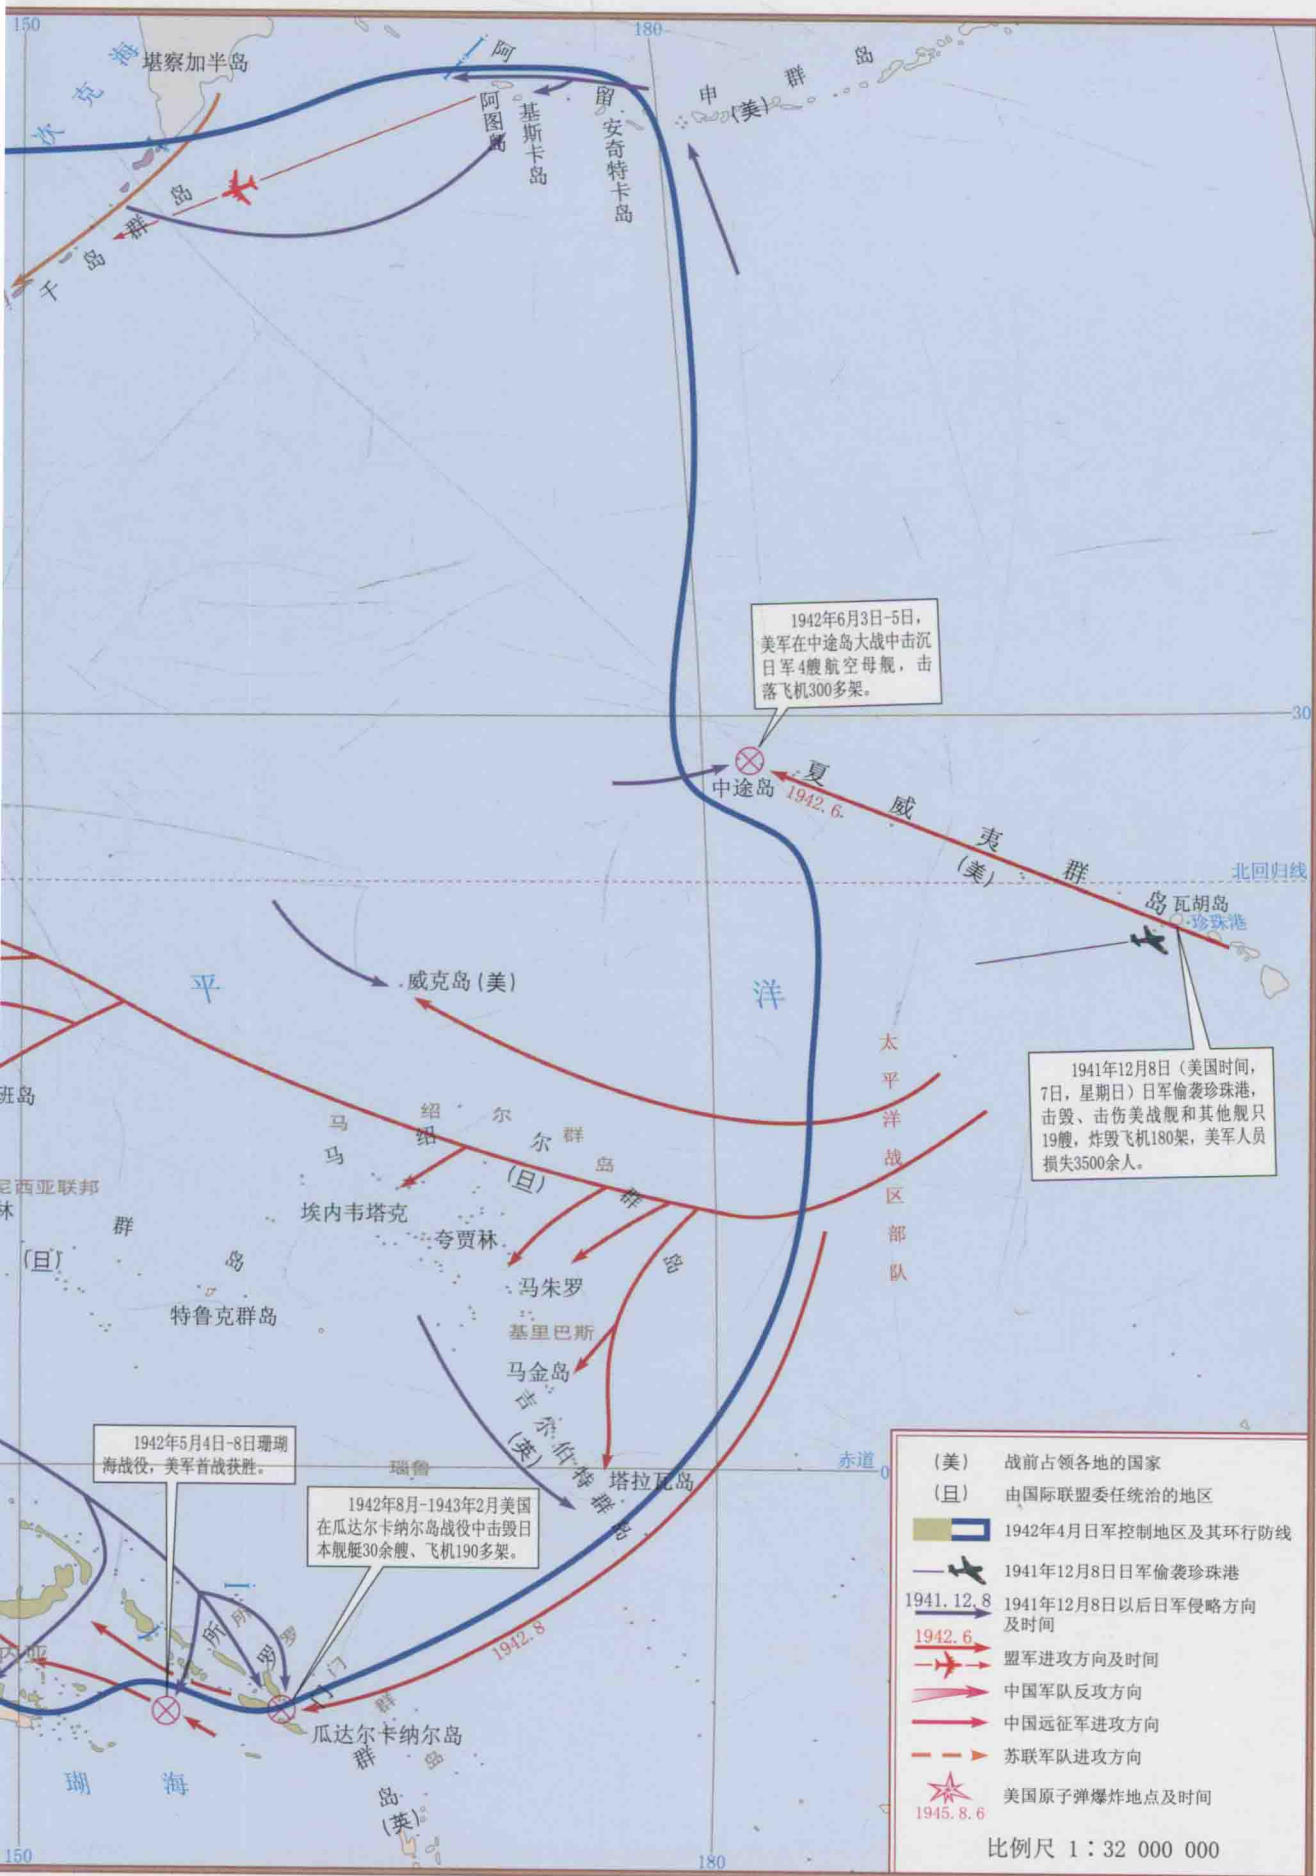 150
180
堪察加半岛
次克海
阿留申群岛
(美)
阿图岛
基斯卡岛
安奇特卡岛
千岛群岛
1942年6月3日-5日，
美军在中途岛大战中击沉
日军4艘航空母舰，击
落飞机300多架。
30
中途岛
1942.6.
夏威夷群岛
(美)
北回归线
瓦胡岛
珍珠港
平
洋
威克岛(美)
太平洋战区部队
1941年12月8日（美国时间，
7日，星期日）日军偷袭珍珠港，
击毁、击伤美战舰和其他舰只
19艘，炸毁飞机180架，美军人员
损失3500余人。
班岛
马绍尔群岛
马绍尔群岛
(旦)
尼西亚联邦
林
群岛
(旦)
埃内韦塔克
夸贾林
马朱罗
特鲁克群岛
基里巴斯
马金岛
吉尔伯特群岛
(英)
塔拉瓦岛
瑙鲁
赤道
0
1942年5月4日-8日珊瑚
海战役，美军首战获胜。
1942年8月-1943年2月美国
在瓜达尔卡纳尔岛战役中击毁日
本舰艇30余艘、飞机190多架。
所罗门群岛
所罗门群岛
(英)
1942.8
内亚
瓜达尔卡纳尔岛
瑚海
150
180
(美) 战前占领各地的国家
(旦) 由国际联盟委任统治的地区
1942年4月日军控制地区及其环行防线
1941年12月8日日军偷袭珍珠港
1941.12.8 1941年12月8日以后日军侵略方向
及时间
1942.6
盟军进攻方向及时间
中国军队反攻方向
中国远征军进攻方向
苏联军队进攻方向
美国原子弹爆炸地点及时间
1945.8.6
比例尺 1：32 000 000